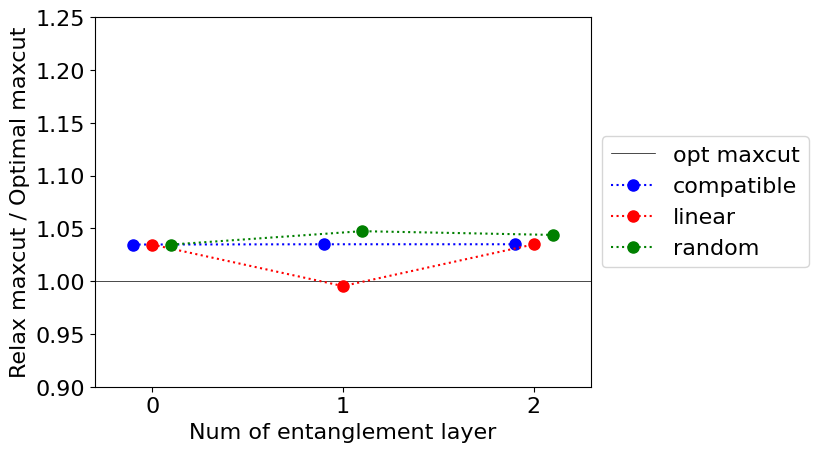 Relax maxcut / Optimal maxcut
1.25
1.20
1.15
1.10
1.05
1.00
0.95
0.90
0
1
2
Num of entanglement layer
opt maxcut
compatible
linear
random